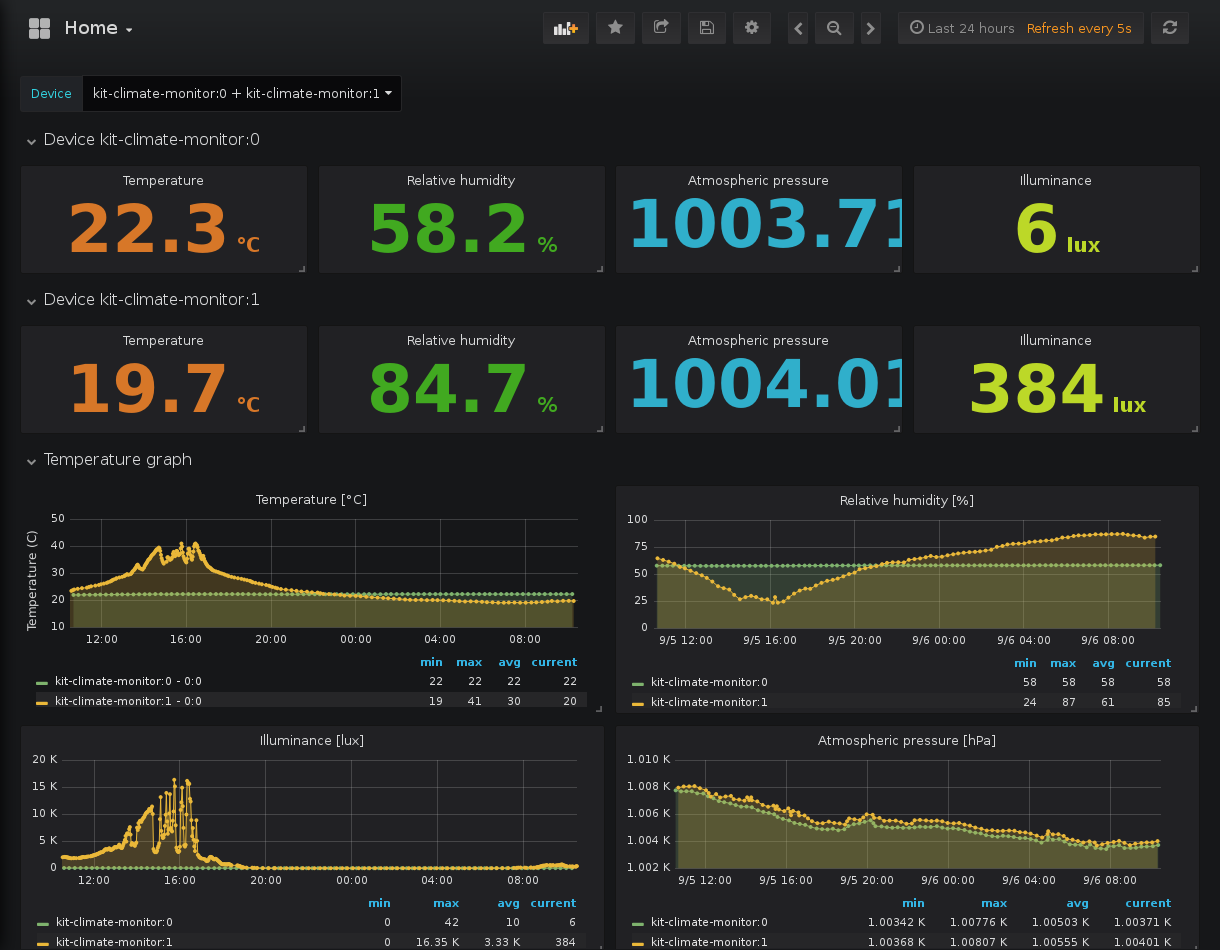 Home
Last 24 hours Refresh every 5s
Device kit-climate-monitor:0 + kit-climate-monitor:1
Device kit-climate-monitor:0
Temperature Relative humidity Atmospheric pressure Illuminance
22.3 °C 58.2 % 1003.71 6 lux
Device kit-climate-monitor:1
Temperature Relative humidity Atmospheric pressure Illuminance
19.7 °C 84.7 % 1004.01 384 lux
Temperature graph
Temperature [°C]
Temperature (C)
50
40
30
20
10
12:00 16:00 20:00 00:00 04:00 08:00
min max avg current
kit-climate-monitor:0 - 0:0 22 22 22 22
kit-climate-monitor:1 - 0:0 19 41 30 20
Relative humidity [%]
100
75
50
25
0
9/5 12:00 9/5 16:00 9/5 20:00 9/6 00:00 9/6 04:00 9/6 08:00
min max avg current
kit-climate-monitor:0 58 58 58 58
kit-climate-monitor:1 24 87 61 85
Illuminance [lux]
20 K
15 K
10 K
5 K
0
12:00 16:00 20:00 00:00 04:00 08:00
min max avg current
kit-climate-monitor:0 0 42 10 6
kit-climate-monitor:1 0 16.35 K 3.33 K 384
Atmospheric pressure [hPa]
1.010 K
1.008 K
1.006 K
1.004 K
1.002 K
9/5 12:00 9/5 16:00 9/5 20:00 9/6 00:00 9/6 04:00 9/6 08:00
min max avg current
kit-climate-monitor:0 1.00342 K 1.00776 K 1.00503 K 1.00371 K
kit-climate-monitor:1 1.00368 K 1.00807 K 1.00555 K 1.00401 K